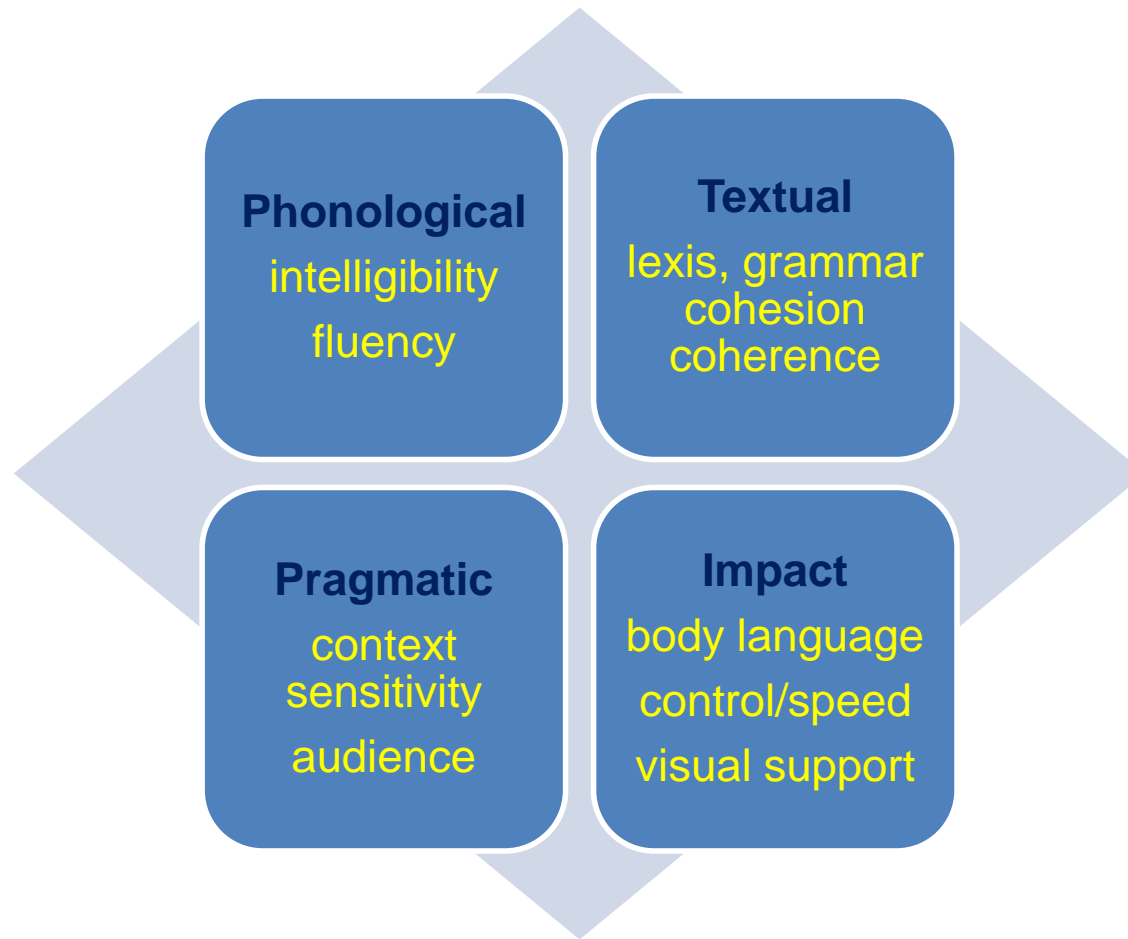 Phonological
intelligibility
fluency
Textual
lexis, grammar
cohesion
coherence
Pragmatic
context
sensitivity
audience
Impact
body language
control/speed
visual support